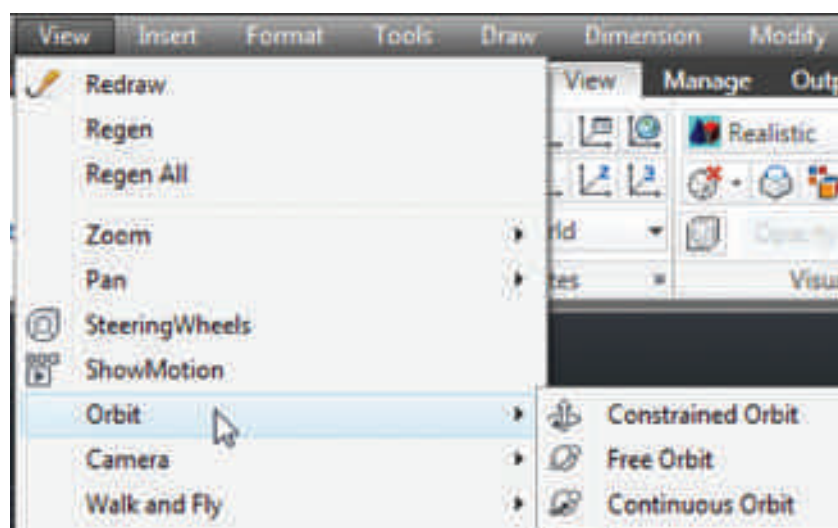 View Insert Format Tools Draw Dimension Modify
View Manage
Redraw
Regen
Realistic
Regen All
Zoom
Pan
SteeringWheels
ShowMotion
Orbit
Constrained Orbit
Camera
Free Orbit
Walk and Fly
Continuous Orbit